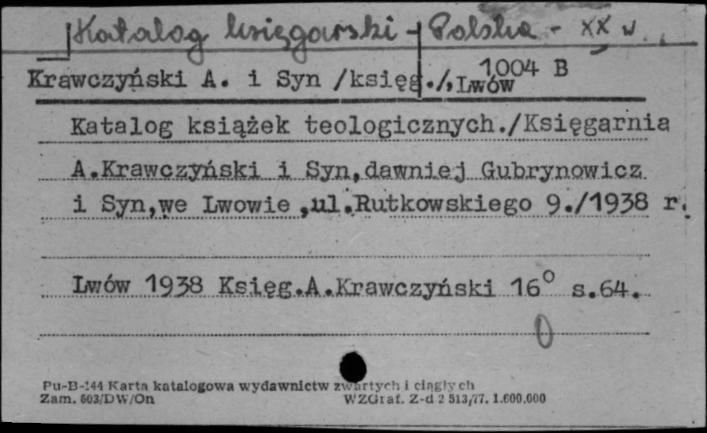 Katalog księgarski - Polska - XX w.
1004 B
Krawczyński A. i Syn /księg./, Lwów
Katalog książek teologicznych./Księgarnia
A.Krawczyński i Syn,dawniej Gubrynowicz
i Syn,we Lwowie ,ul.Rutkowskiego 9./1938 r.
Lwów 1938 Księg.A.Krawczyński 16° s.64.
Pu-B-144 Karta katalogowa wydawnictw zwartych i ciągłych
Zam. 603/DW/On WZGraf. Z-d 2 513/77. 1.600.000